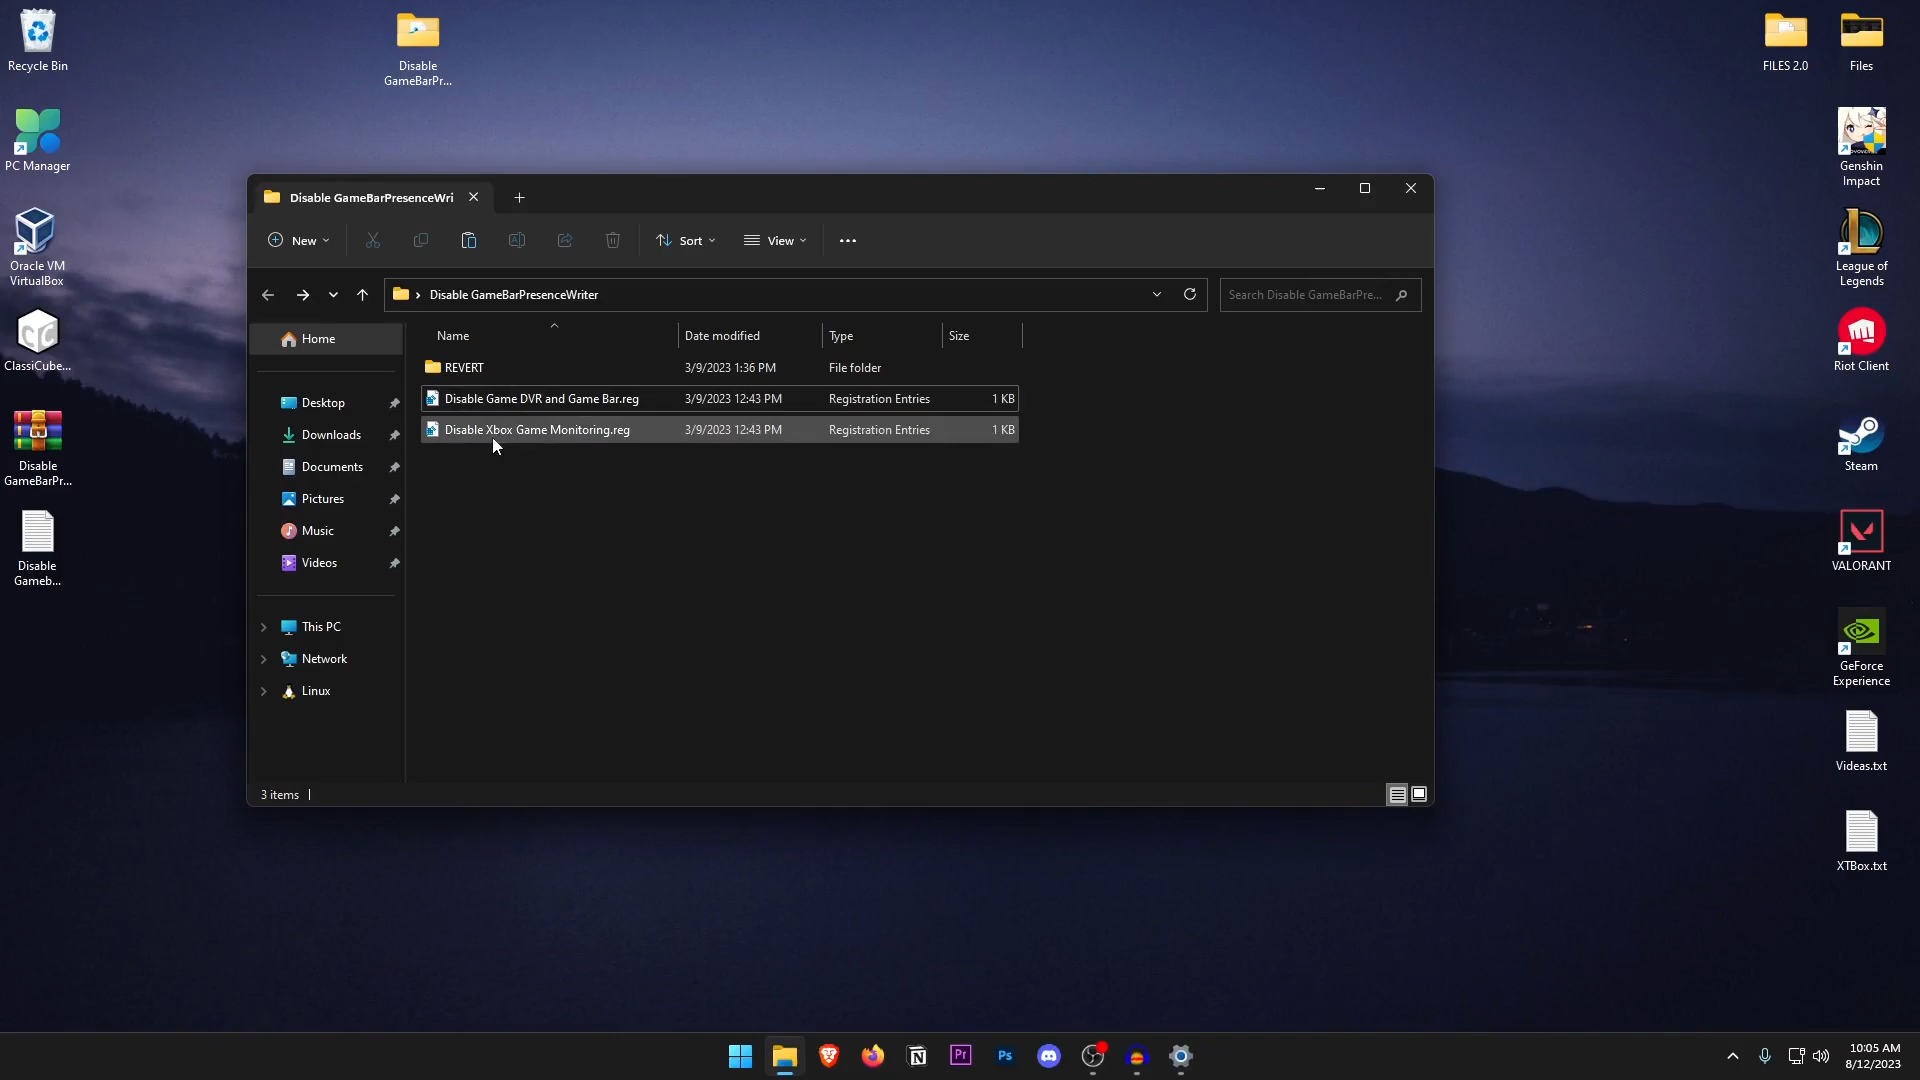 Recycle Bin
PC Manager
Oracle VM
VirtualBox
ClassiCube...
Disable
GameBarPr...
Disable
Gameb...
Disable
GameBarPr...
FILES 2.0
Files
Genshin
Impact
League of
Legends
Riot Client
Steam
VALORANT
GeForce
Experience
Videas.txt
XTBox.txt
Disable GameBarPresenceWri
New
Sort
View
Disable GameBarPresenceWriter
Search Disable GameBarPre...
Home
Desktop
Downloads
Documents
Pictures
Music
Videos
This PC
Network
Linux
Name Date modified Type Size
REVERT 3/9/2023 1:36 PM File folder
Disable Game DVR and Game Bar.reg 3/9/2023 12:43 PM Registration Entries 1 KB
Disable Xbox Game Monitoring.reg 3/9/2023 12:43 PM Registration Entries 1 KB
3 items
Pr
Ps
10:05 AM
8/12/2023